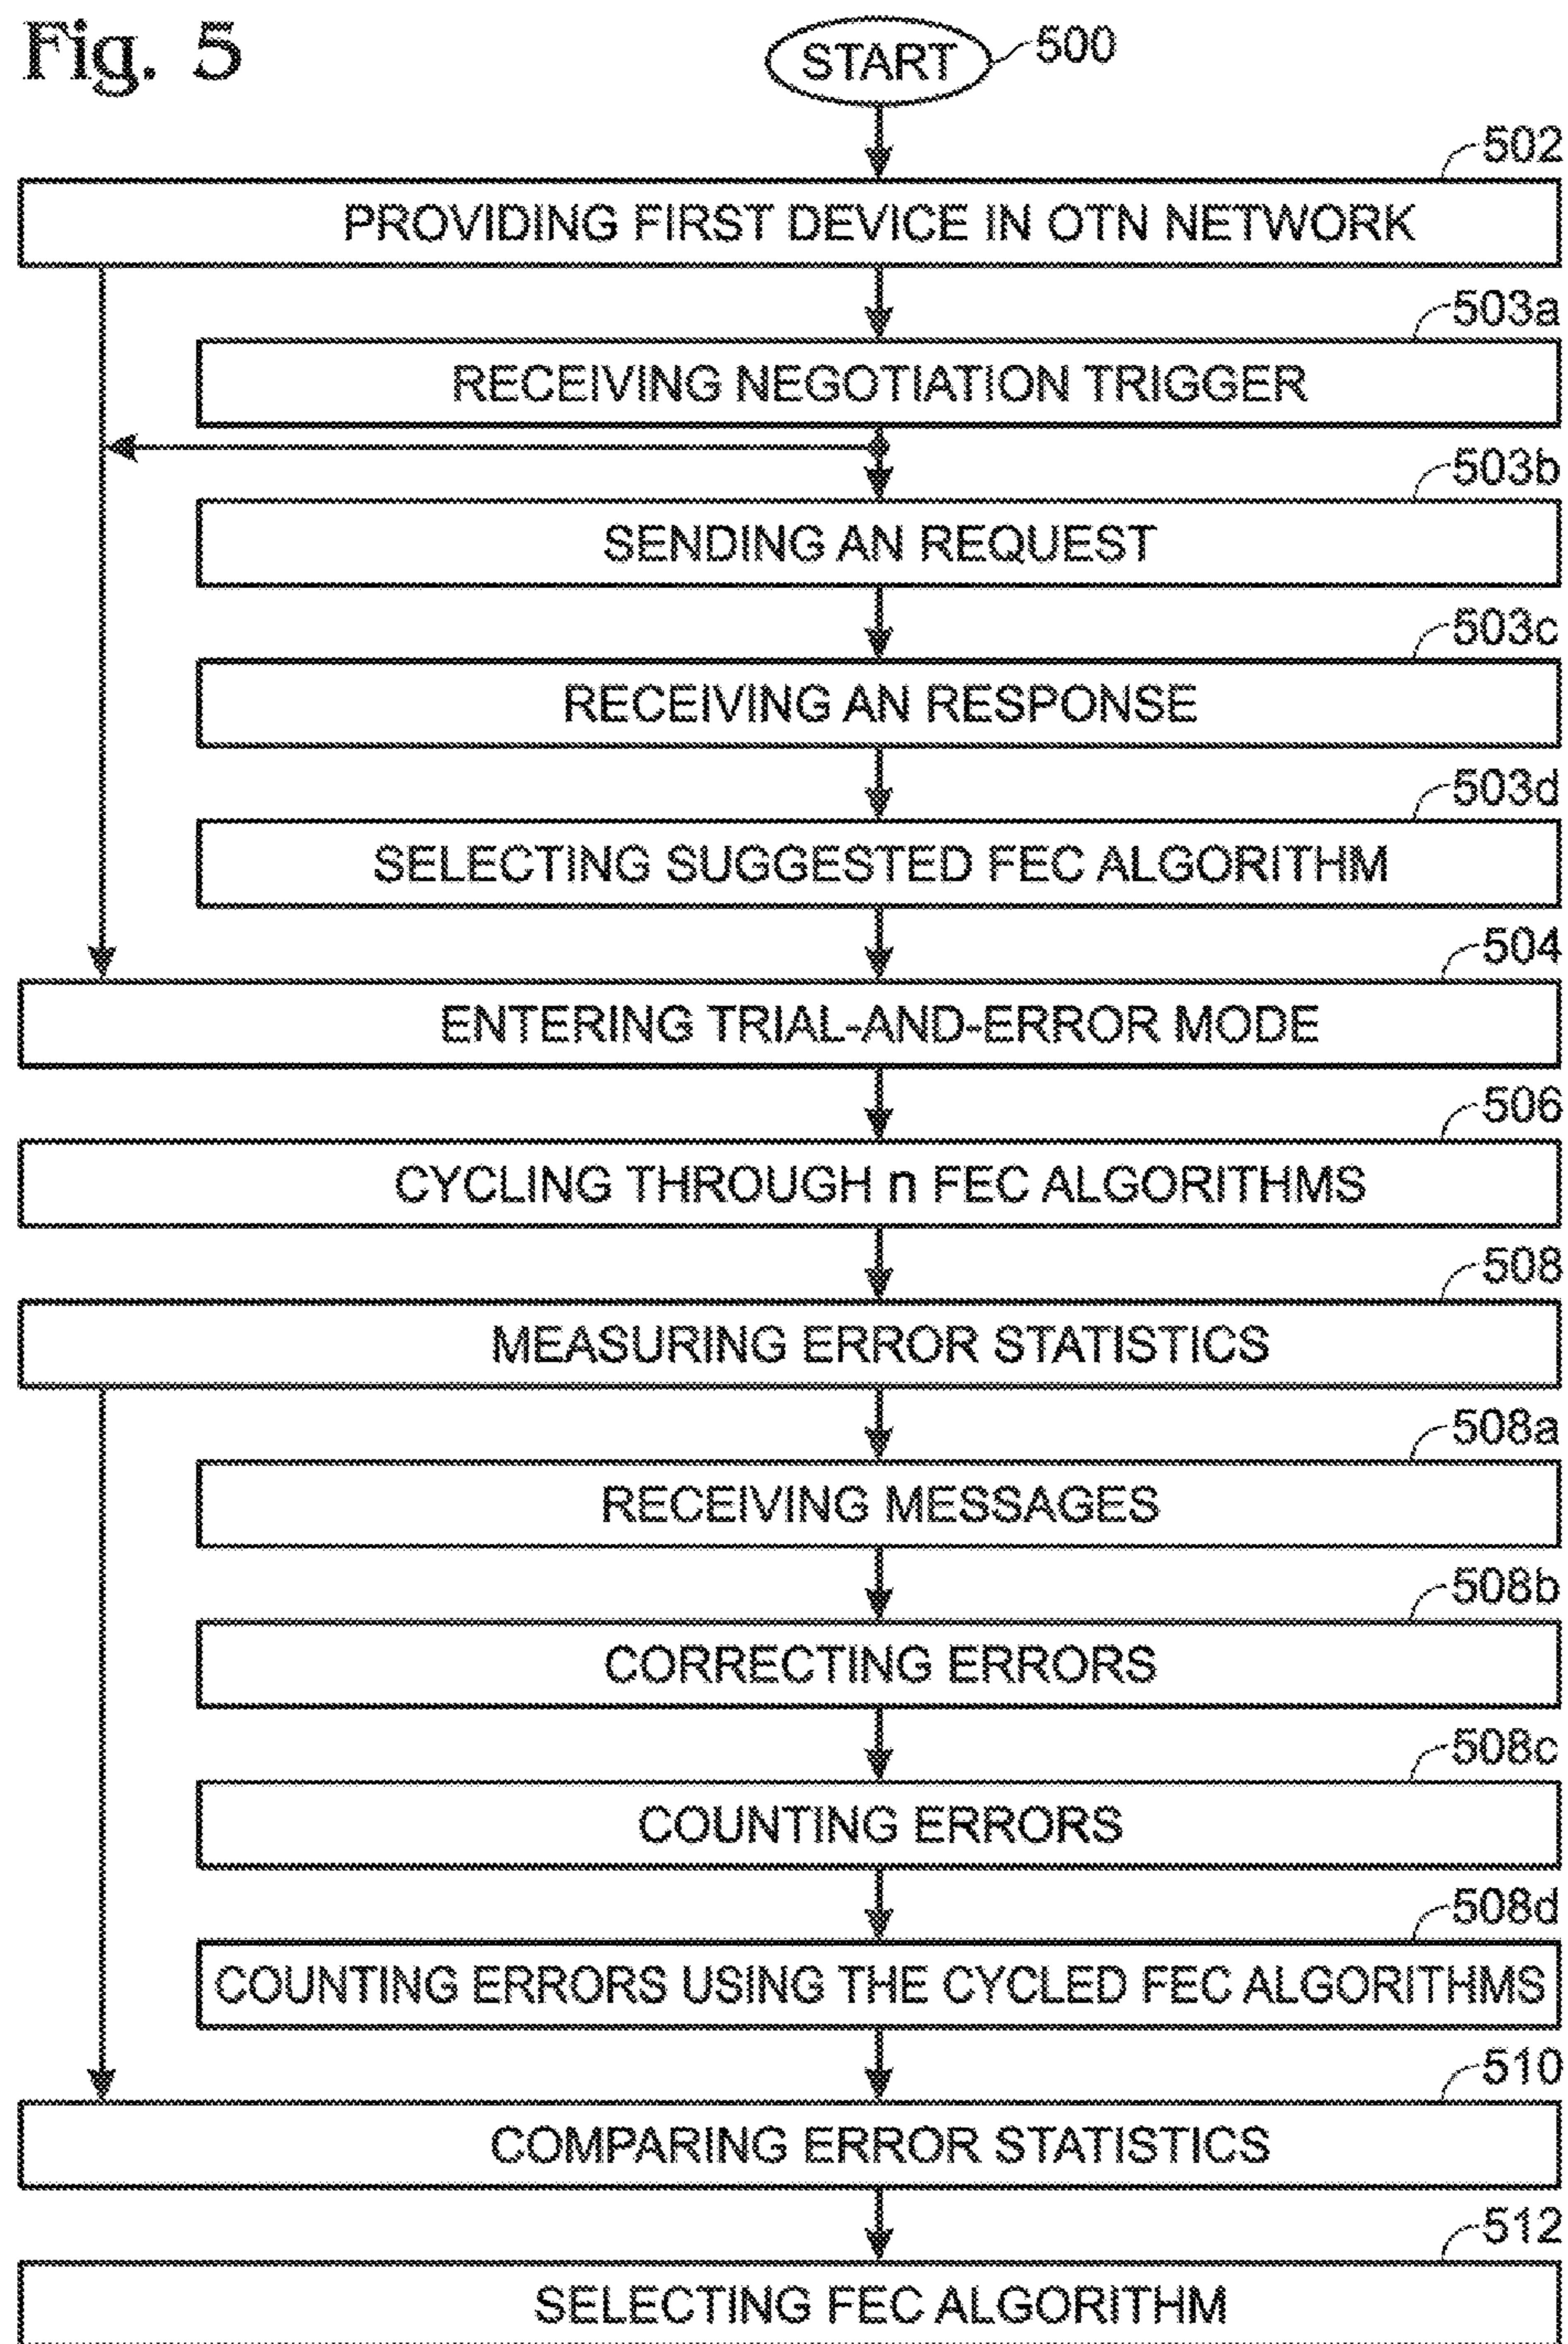 Fig. 5
START
500
502
PROVIDING FIRST DEVICE IN OTN NETWORK
503a
RECEIVING NEGOTIATION TRIGGER
503b
SENDING AN REQUEST
503c
RECEIVING AN RESPONSE
503d
SELECTING SUGGESTED FEC ALGORITHM
504
ENTERING TRIAL-AND-ERROR MODE
506
CYCLING THROUGH n FEC ALGORITHMS
508
MEASURING ERROR STATISTICS
508a
RECEIVING MESSAGES
508b
CORRECTING ERRORS
508c
COUNTING ERRORS
508d
COUNTING ERRORS USING THE CYCLED FEC ALGORITHMS
510
COMPARING ERROR STATISTICS
512
SELECTING FEC ALGORITHM